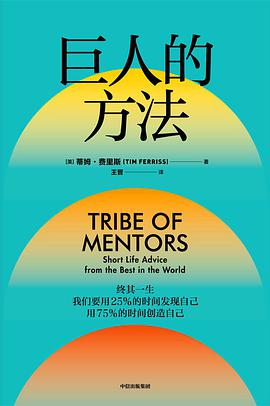 巨人的
方法
[美] 蒂姆·费里斯 (TIM FERRISS) 著
王晋 译
TRIBE OF
MENTORS
Short Life Advice
from the Best in the World
终其一生
我们要用25%的时间发现自己
用75%的时间创造自己
中信出版集团